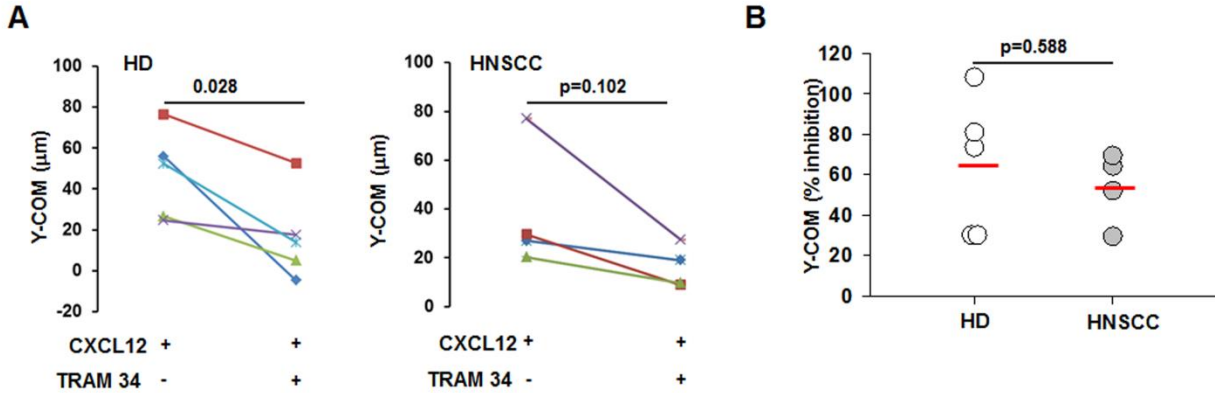 A
HD
0.028
Y-COM (μm)
100
80
60
40
20
0
-20
CXCL12 + +
TRAM 34 - +
HNSCC
p=0.102
Y-COM (μm)
100
80
60
40
20
0
CXCL12 + +
TRAM 34 - +
B
p=0.588
Y-COM (% inhibition)
120
100
80
60
40
20
0
HD HNSCC